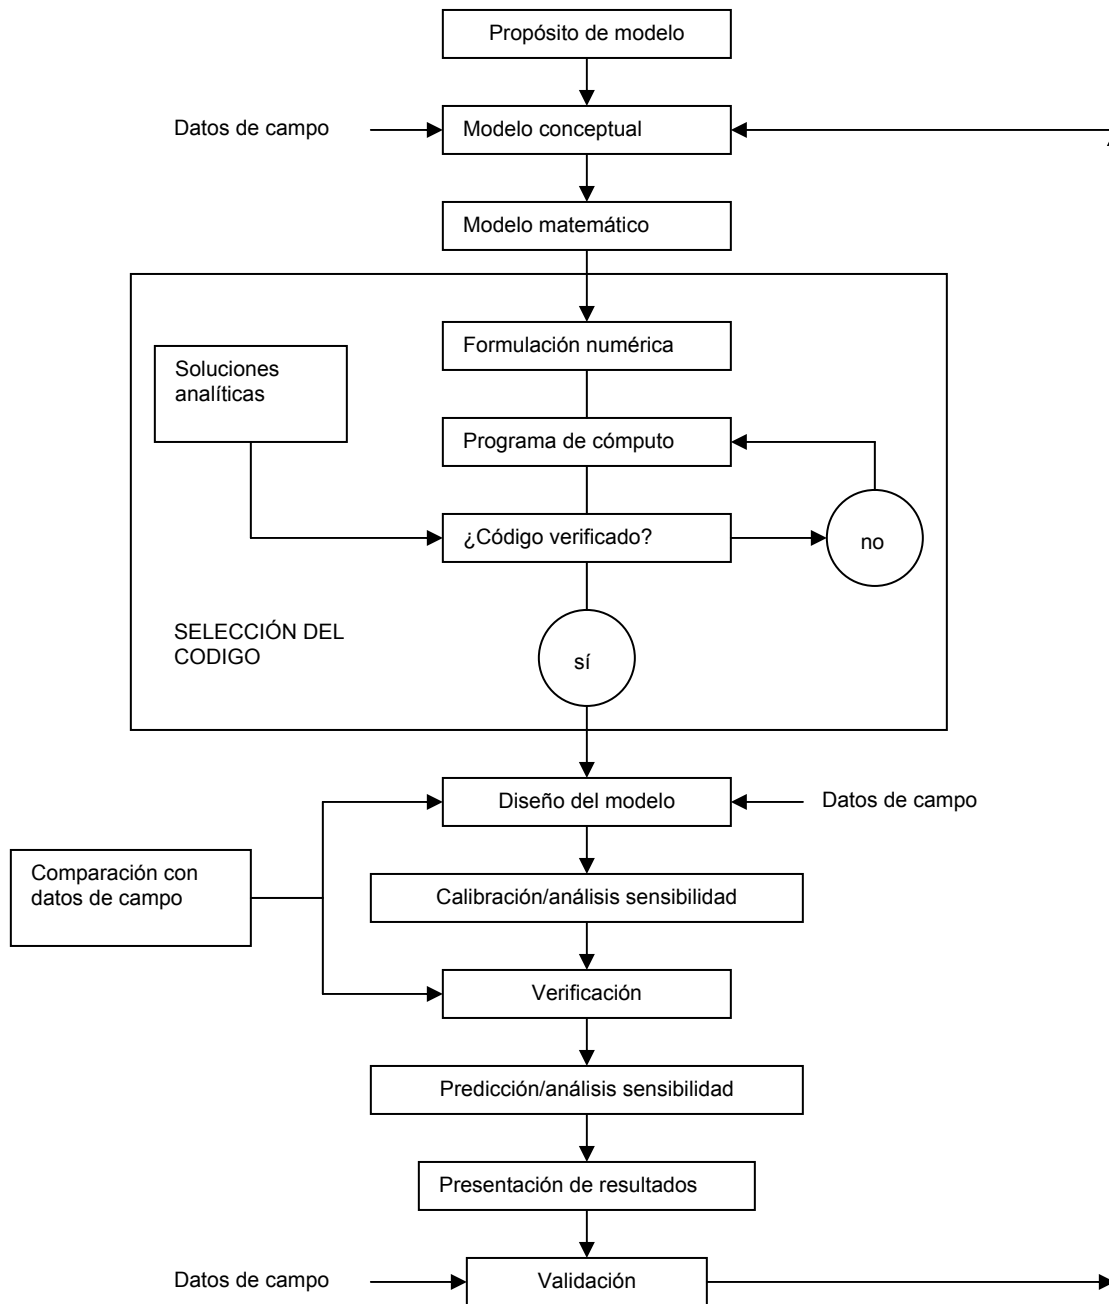 Propósito de modelo
Datos de campo
Modelo conceptual
Modelo matemático
Formulación numérica
Soluciones
analíticas
Programa de cómputo
¿Código verificado?
no
SELECCIÓN DEL
CODIGO
sí
Diseño del modelo
Datos de campo
Comparación con
datos de campo
Calibración/análisis sensibilidad
Verificación
Predicción/análisis sensibilidad
Presentación de resultados
Datos de campo
Validación